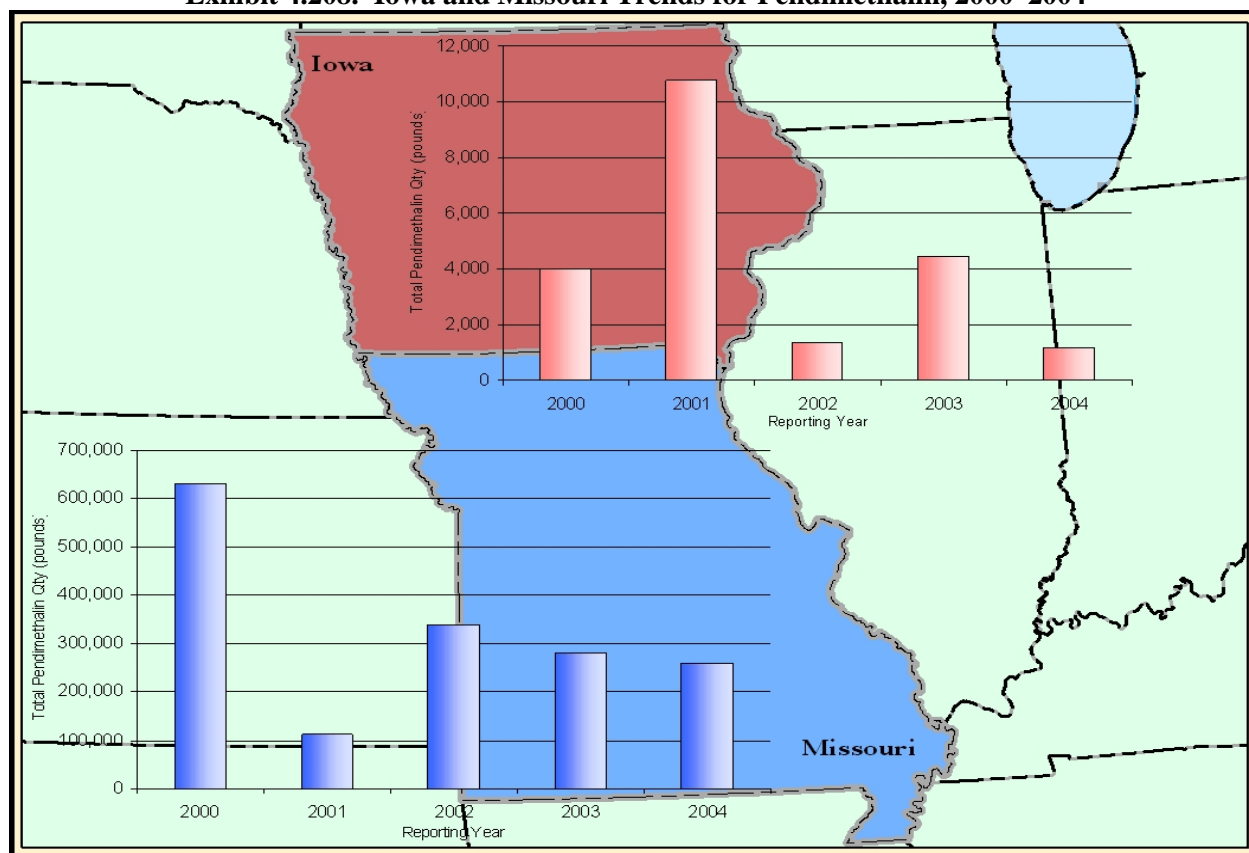 Iowa
Total Pendimethalin Qty (pounds)
12,000
10,000
8,000
6,000
4,000
2,000
0
2000 2001 2002 2003 2004
Reporting Year
Total Pendimethalin Qty (pounds)
700,000
600,000
500,000
400,000
300,000
200,000
100,000
0
2000 2001 2002 2003 2004
Reporting Year
Missouri